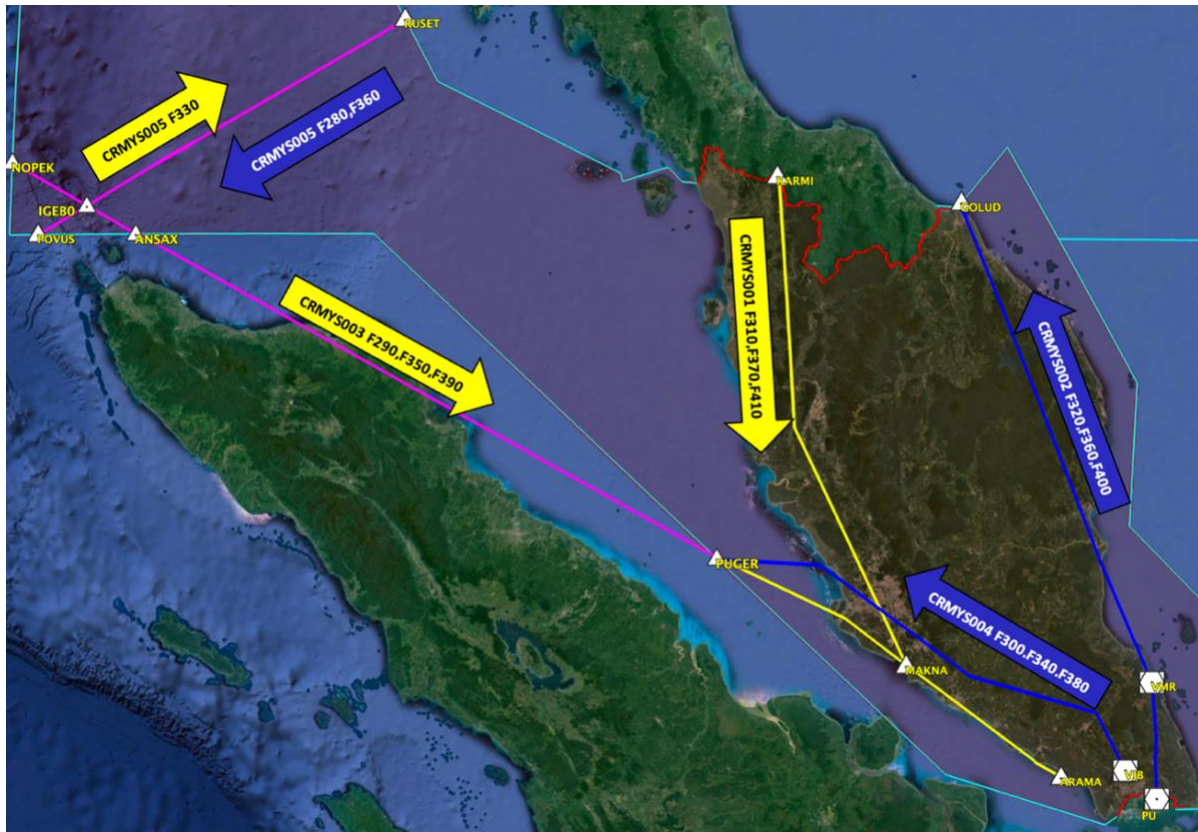 RUSET
CRMYS005 F330
CRMYS005 F280,F360
NOPEK
IGEBO
POVUS
ANSAX
KARMI
GOLUD
CRMYS003 F290,F350,F390
CRMYS001 F310,F370,F410
CRMYS002 F320,F360,F400
PUGER
CRMYS004 F300,F340,F380
MAKNA
VMR
ARAMA
VJB
PU